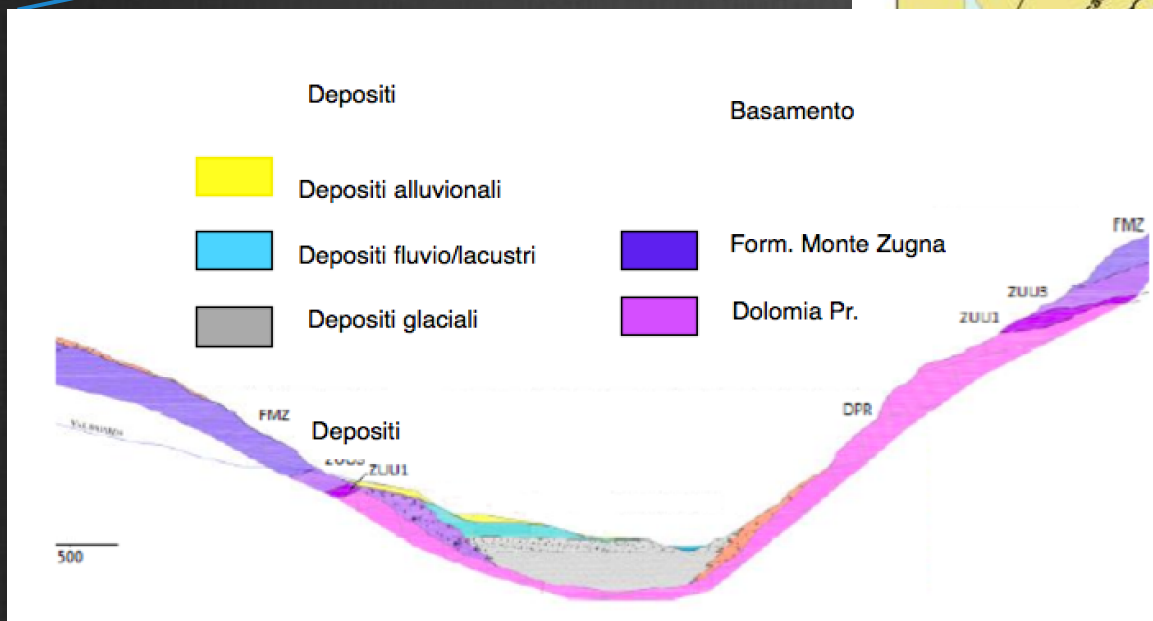 Depositi
Basamento
Depositi alluvionali
Depositi fluvio/lacustri
Form. Monte Zugna
Depositi glaciali
Dolomia Pr.
FMZ
ZUU3
ZUU1
DPR
FMZ
Depositi
ZUU3
ZUU1
500